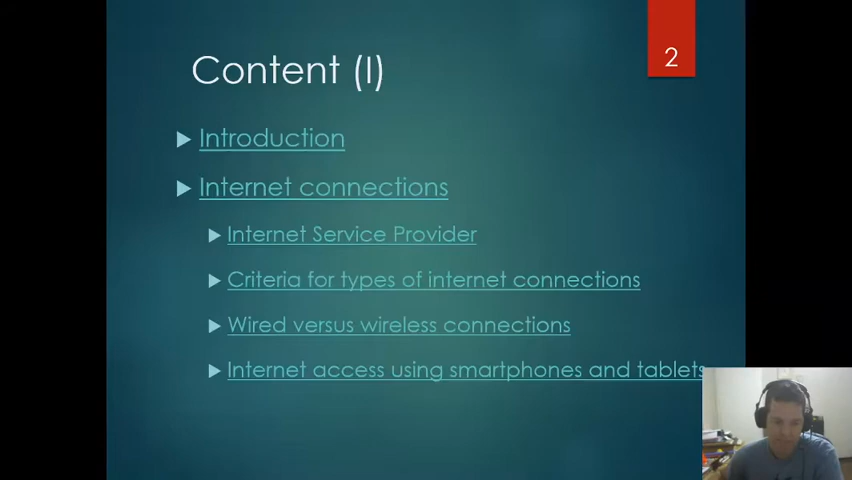 Content (I)
2
Introduction
Internet connections
Internet Service Provider
Criteria for types of internet connections
Wired versus wireless connections
Internet access using smartphones and tablets